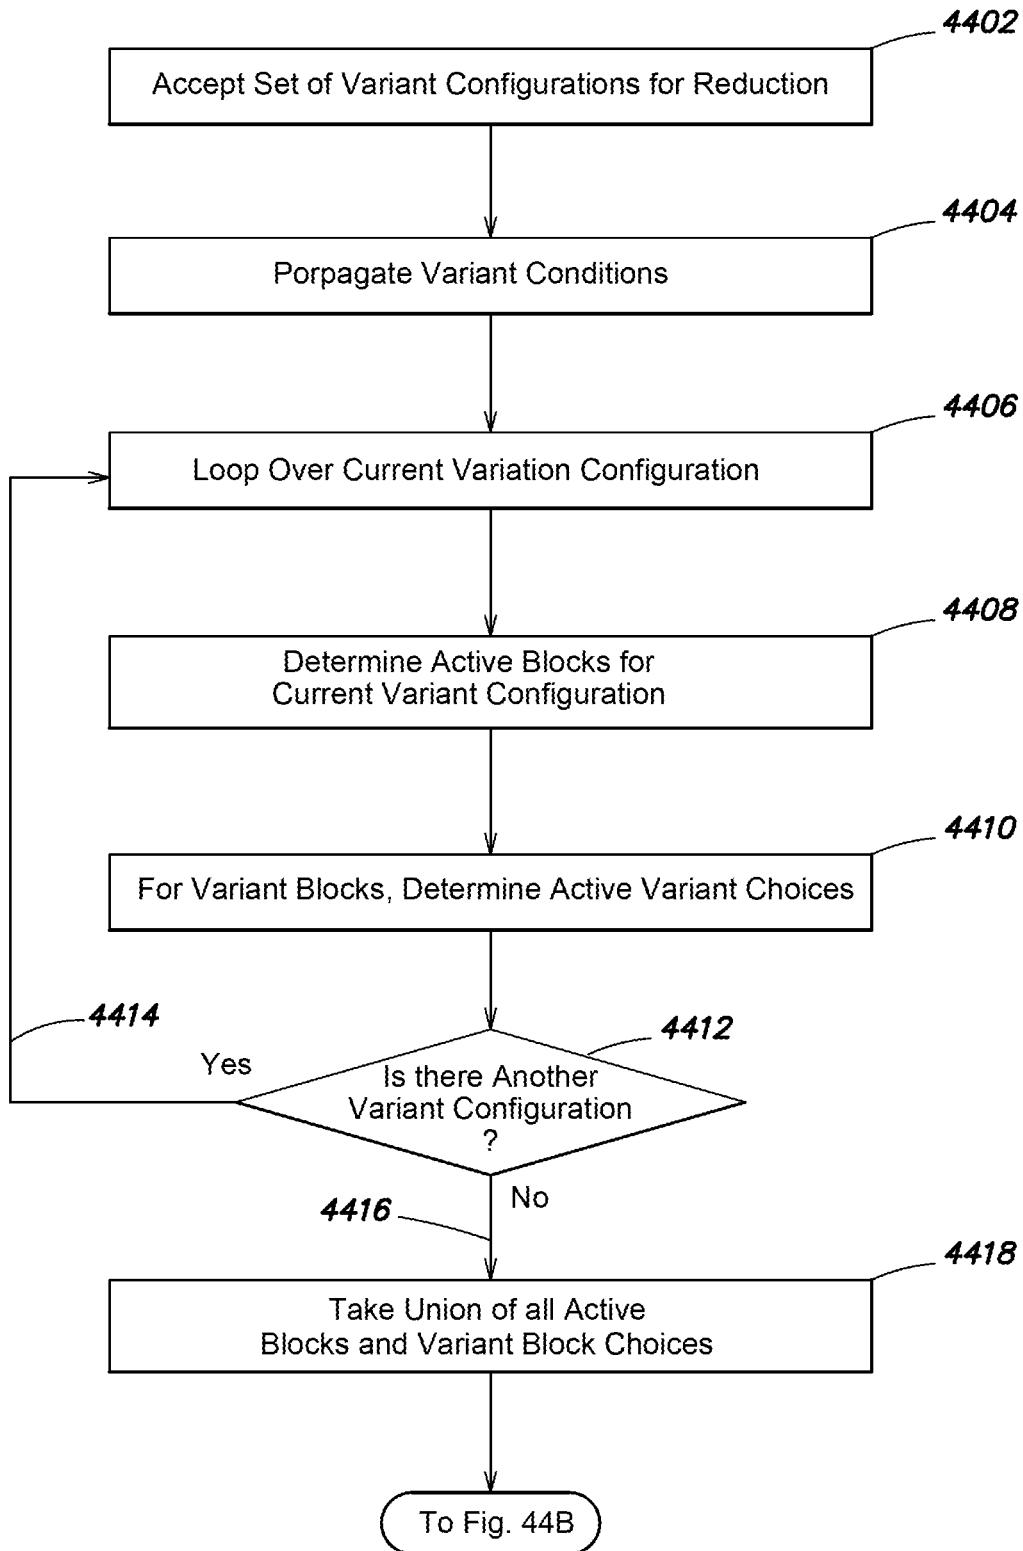 4402
Accept Set of Variant Configurations for Reduction
4404
Porpagate Variant Conditions
4406
Loop Over Current Variation Configuration
4408
Determine Active Blocks for
Current Variant Configuration
4410
For Variant Blocks, Determine Active Variant Choices
4414
4412
Yes
Is there Another
Variant Configuration
?
No
4416
4418
Take Union of all Active
Blocks and Variant Block Choices
To Fig. 44B